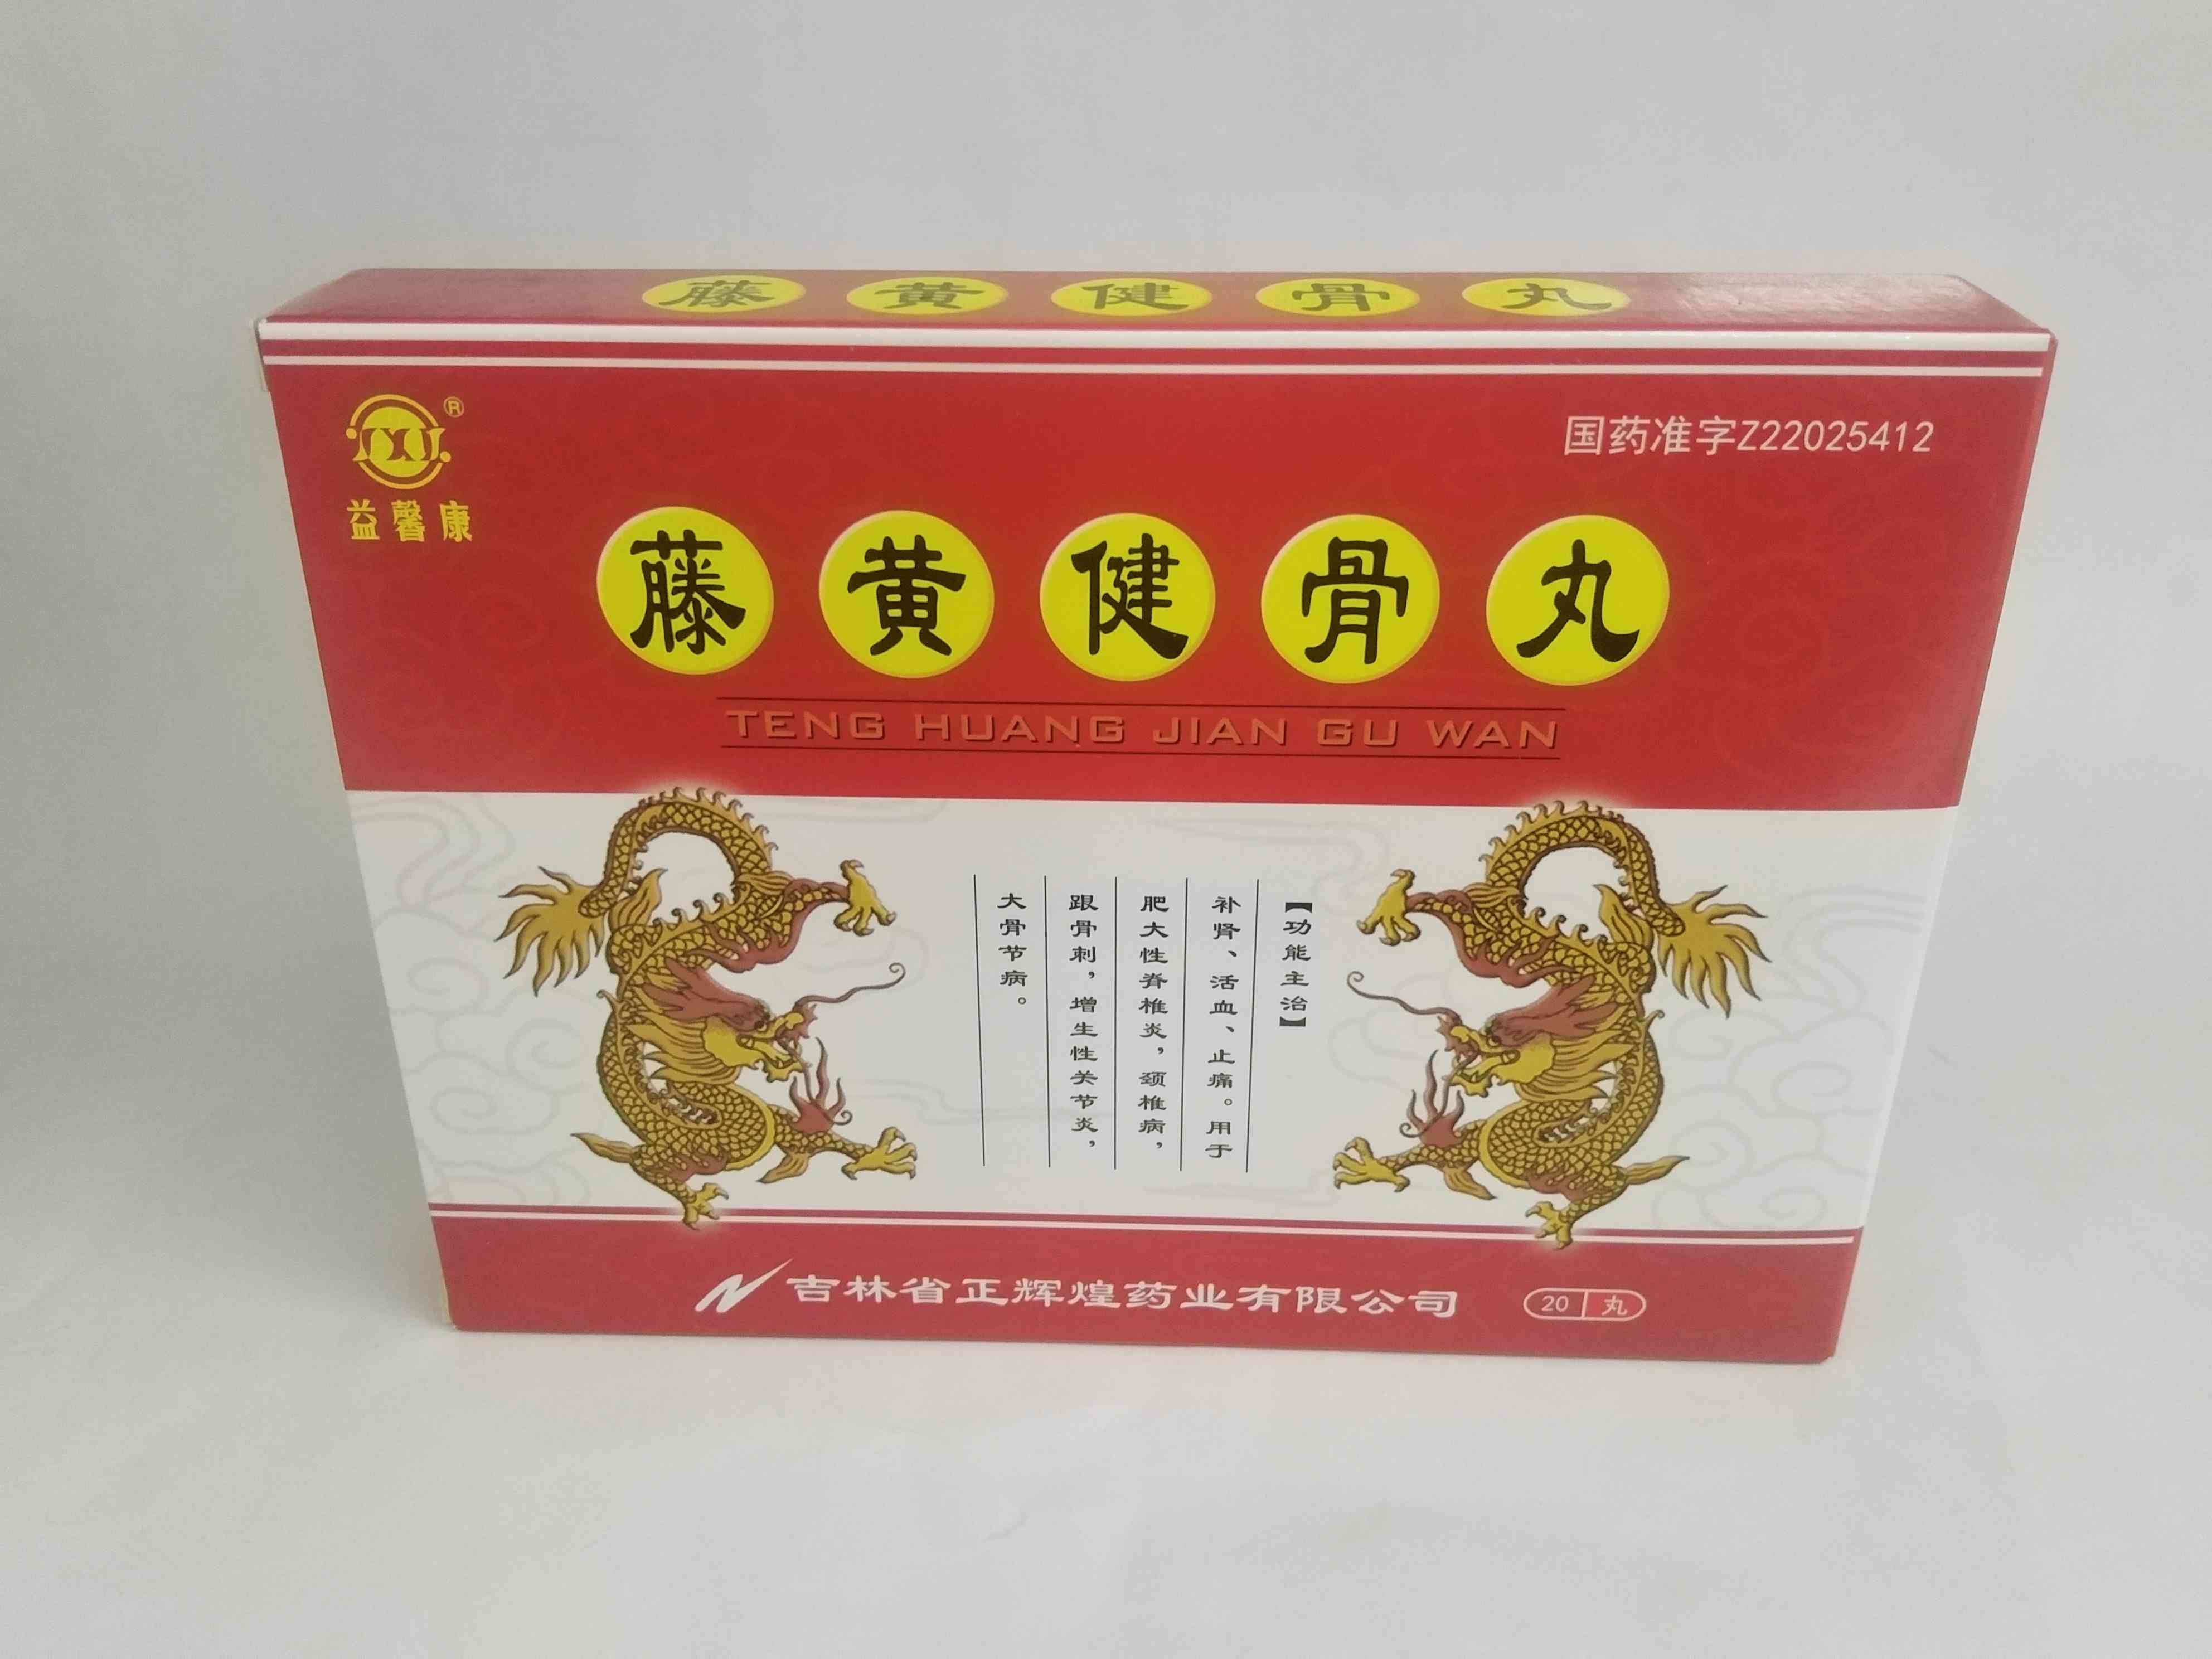 藤黄健骨丸
JYXU ®
益馨康
国药准字Z22025412
藤黄健骨丸
TENG HUANG JIAN GU WAN
【功能主治】
补肾、活血、止痛。用于
肥大性脊椎炎，颈椎病，
跟骨刺，增生性关节炎，
大骨节病。
吉林省正辉煌药业有限公司
20 丸